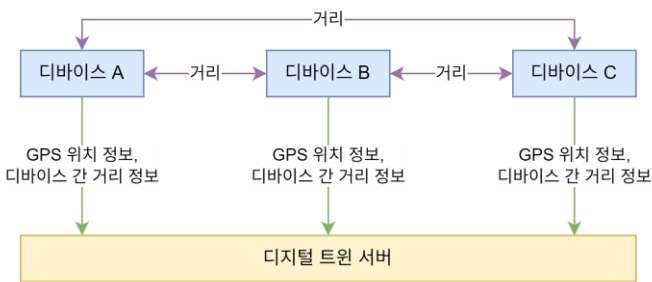 거리
디바이스 A
거리
디바이스 B
거리
디바이스 C
GPS 위치 정보,
디바이스 간 거리 정보
GPS 위치 정보,
디바이스 간 거리 정보
GPS 위치 정보,
디바이스 간 거리 정보
디지털 트윈 서버